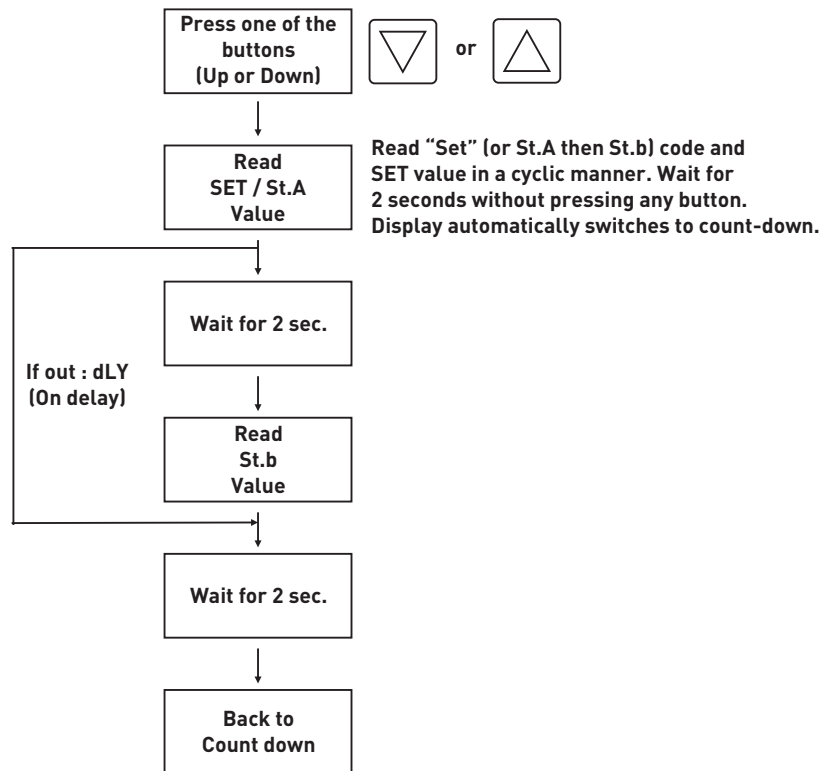 Press one of the
buttons
(Up or Down)
or
Read
SET / St.A
Value
Read “Set” (or St.A then St.b) code and
SET value in a cyclic manner. Wait for
2 seconds without pressing any button.
Display automatically switches to count-down.
Wait for 2 sec.
If out : dLY
(On delay)
Read
St.b
Value
Wait for 2 sec.
Back to
Count down